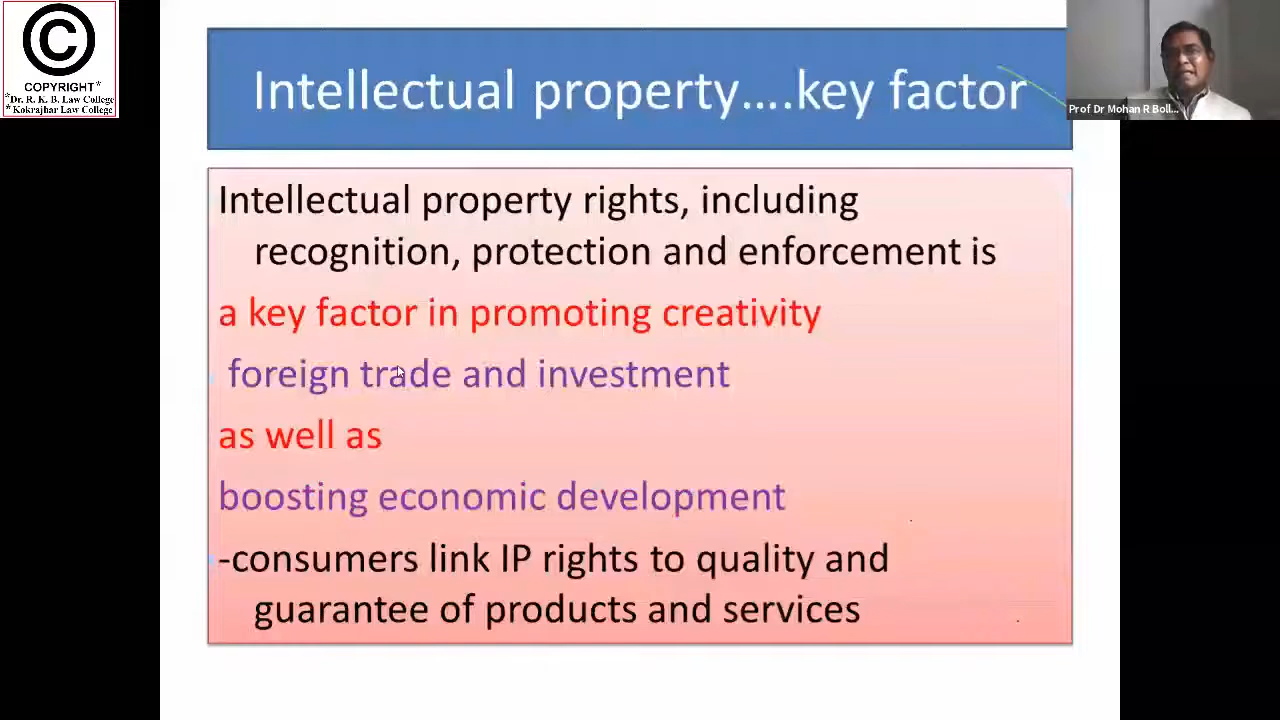 COPYRIGHT*
*Dr. R. K. B. Law College
*Kokrajhar Law College
Intellectual property....key factor
Prof Dr Mohan R Boll...
Intellectual property rights, including
recognition, protection and enforcement is
a key factor in promoting creativity
foreign trade and investment
as well as
boosting economic development
-consumers link IP rights to quality and
guarantee of products and services